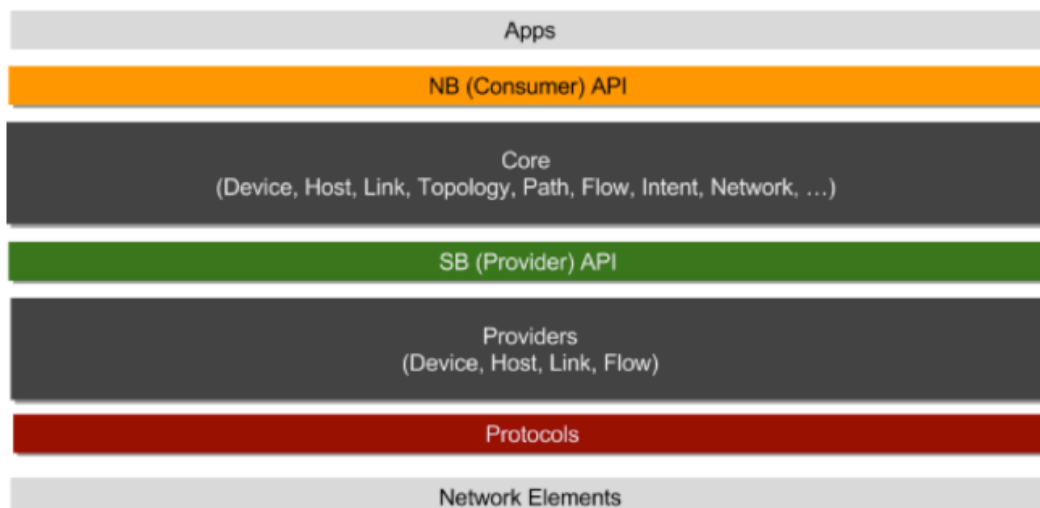 Apps
NB (Consumer) API
Core
(Device, Host, Link, Topology, Path, Flow, Intent, Network, …)
SB (Provider) API
Providers
(Device, Host, Link, Flow)
Protocols
Network Elements